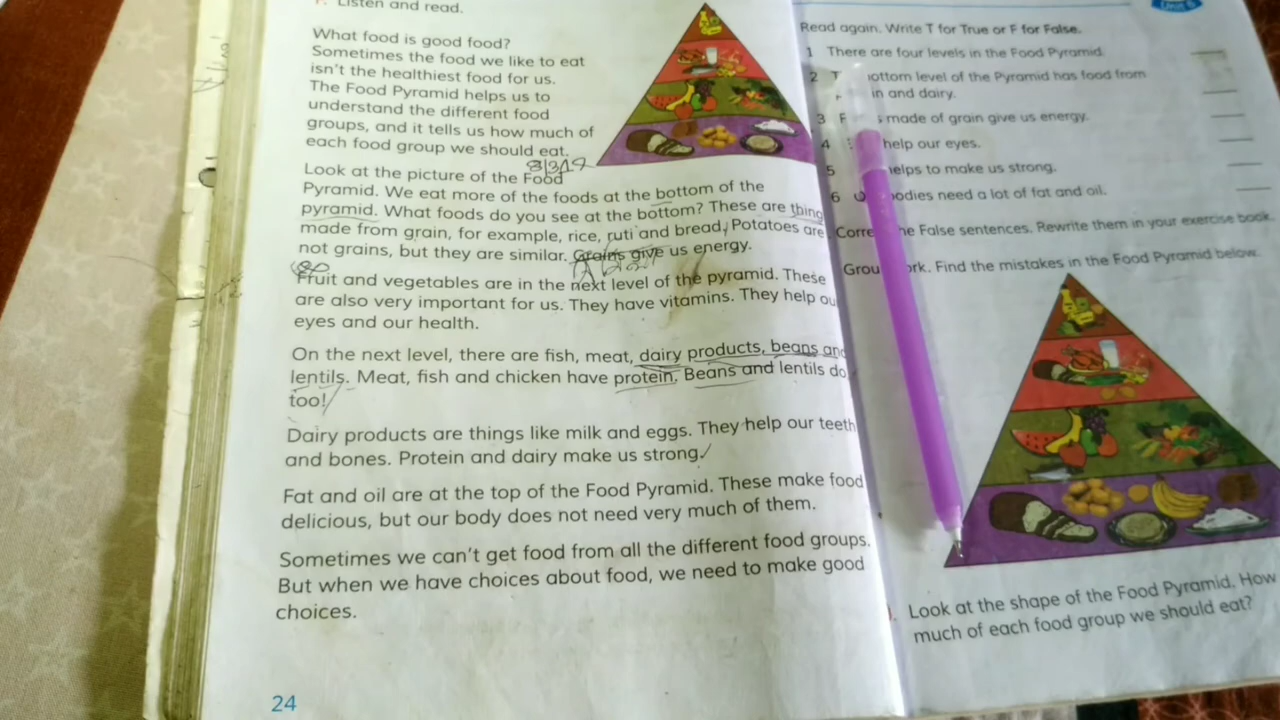 Listen and read.
What food is good food?
Sometimes the food we like to eat
isn't the healthiest food for us.
The Food Pyramid helps us to
understand the different food
groups, and it tells us how much of
each food group we should eat.
Look at the picture of the Food
Pyramid. We eat more of the foods at the bottom of the
pyramid. What foods do you see at the bottom? These are thing
made from grain, for example, rice, ruti and bread. Potatoes are
not grains, but they are similar. Grains give us energy.
Fruit and vegetables are in the next level of the pyramid. These
are also very important for us. They have vitamins. They help ou
eyes and our health.
On the next level, there are fish, meat, dairy products, beans and
lentils. Meat, fish and chicken have protein. Beans and lentils do
too!
Dairy products are things like milk and eggs. They help our teeth
and bones. Protein and dairy make us strong.
Fat and oil are at the top of the Food Pyramid. These make food
delicious, but our body does not need very much of them.
Sometimes we can't get food from all the different food groups.
But when we have choices about food, we need to make good
choices.
24
Unit 6
Read again. Write T for True or F for False.
1 There are four levels in the Food Pyramid.
2 ottom level of the Pyramid has food from
in and dairy.
3 F s made of grain give us energy.
4 help our eyes.
5 elps to make us strong.
6 odies need a lot of fat and oil.
Corre he False sentences. Rewrite them in your exercise book.
Grou ork. Find the mistakes in the Food Pyramid below.
Look at the shape of the Food Pyramid. How
much of each food group we should eat?